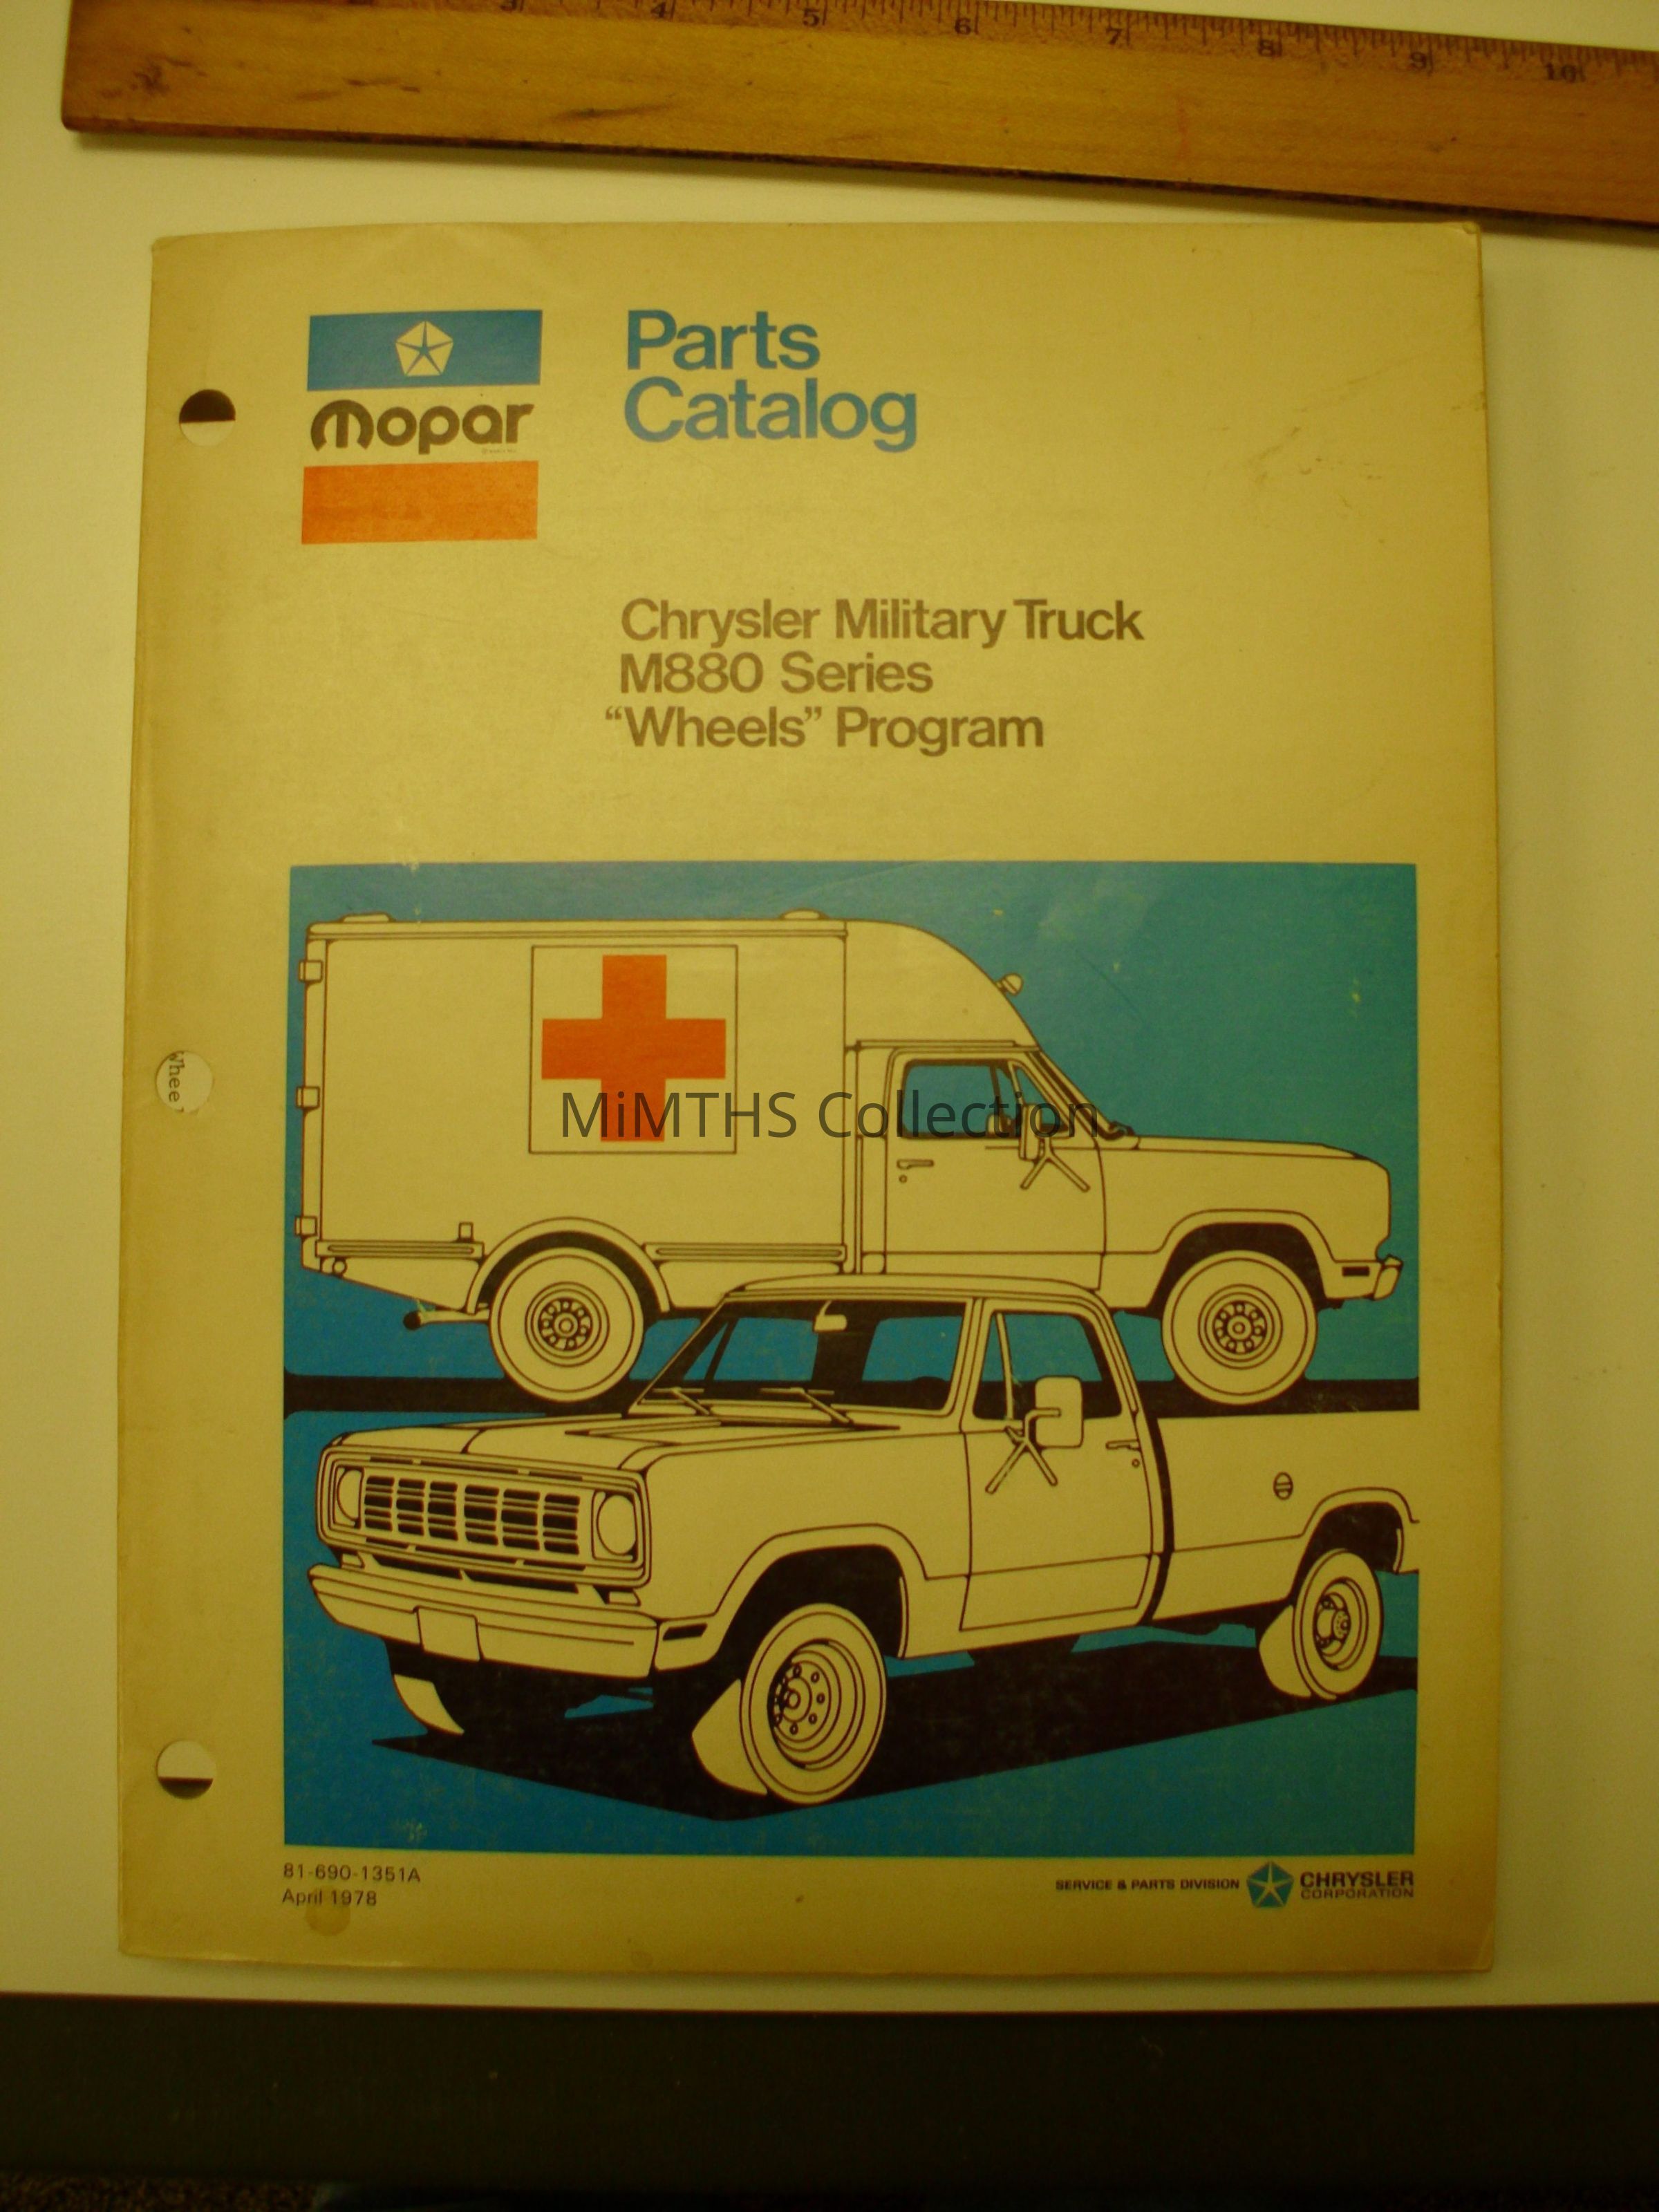 3 4 5 6 7 8 9 10
Parts
Catalog
mopar
Chrysler Military Truck
M880 Series
“Wheels” Program
MiMTHS Collection
Wheel
81-690-1351A
April 1978
SERVICE & PARTS DIVISION
CHRYSLER
CORPORATION